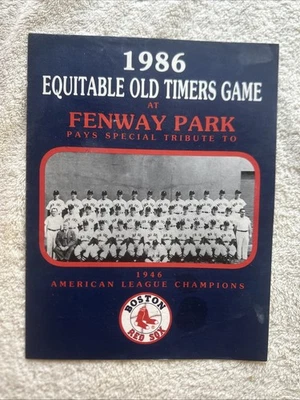 1986
EQUITABLE OLD TIMERS GAME
AT
FENWAY PARK
PAYS SPECIAL TRIBUTE TO
1946
AMERICAN LEAGUE CHAMPIONS
BOSTON
RED SOX